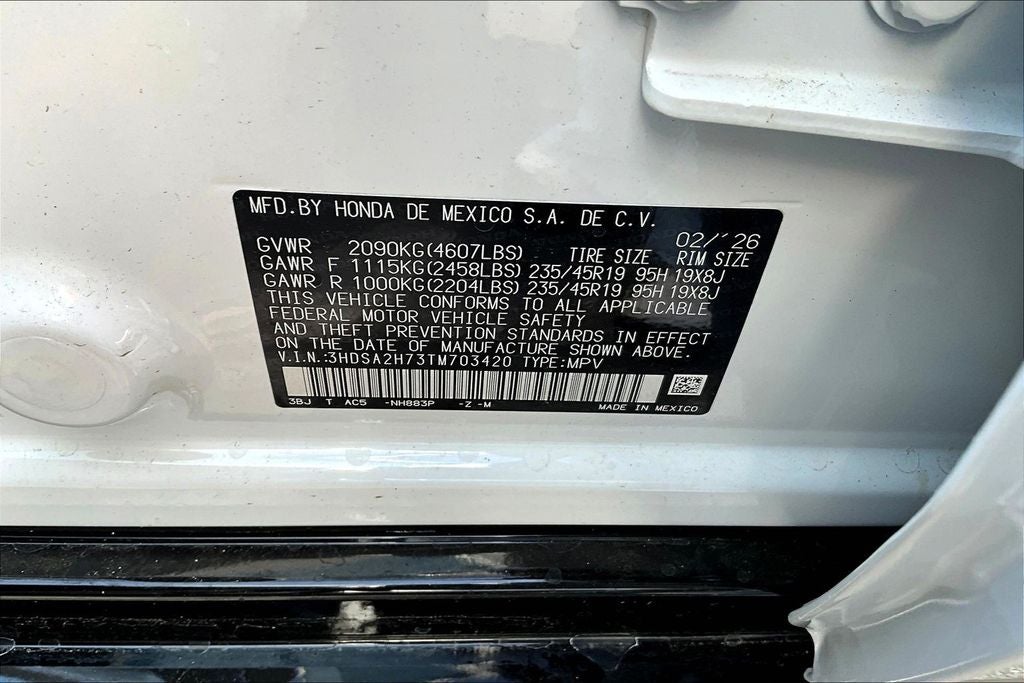 MFD.BY HONDA DE MEXICO S.A. DE C.V.
02/'26
GVWR 2090KG(4607LBS) TIRE SIZE RIM SIZE
GAWR F 1115KG(2458LBS) 235/45R19 95H 19X8J
GAWR R 1000KG(2204LBS) 235/45R19 95H 19X8J
THIS VEHICLE CONFORMS TO ALL APPLICABLE
FEDERAL MOTOR VEHICLE SAFETY
AND THEFT PREVENTION STANDARDS IN EFFECT
ON THE DATE OF MANUFACTURE SHOWN ABOVE.
V.I.N.:3HDSA2H73TM703420 TYPE:MPV
3BJ T AC5 -NH883P -Z -M MADE IN MEXICO